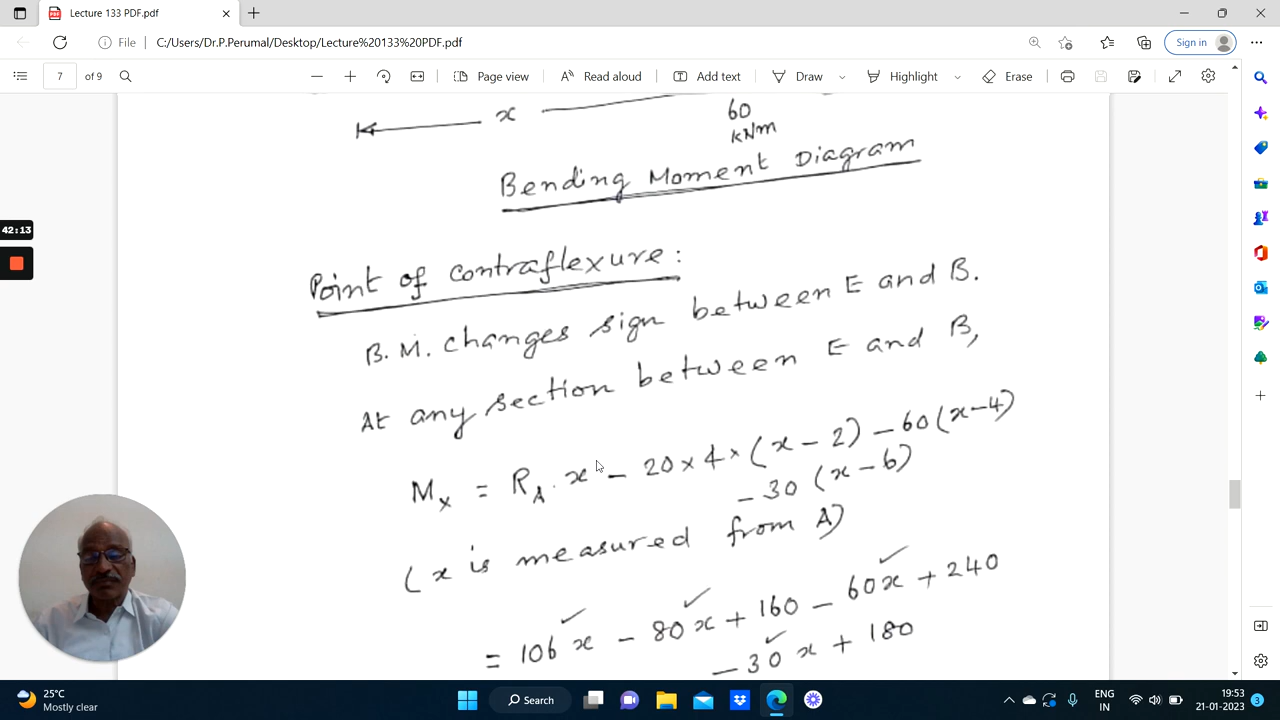 Lecture 133 PDF.pdf
File C:/Users/Dr.P.Perumal/Desktop/Lecture%20133%20PDF.pdf
Sign in
7 of 9
Page view
Read aloud
Add text
Draw
Highlight
Erase
x
60
kNm
Bending Moment Diagram
42:13
Point of Contraflexure:
B.M. changes sign between E and B.
At any section between E and B,
Mx = RA. x – 20 × 4 × (x – 2) – 60(x–4)
– 30 (x – 6)
( x is measured from A)
= 106 x – 80 x + 160 – 60x + 240
– 30 x + 180
25°C
Mostly clear
Search
ENG
IN
19:53
21-01-2023
3